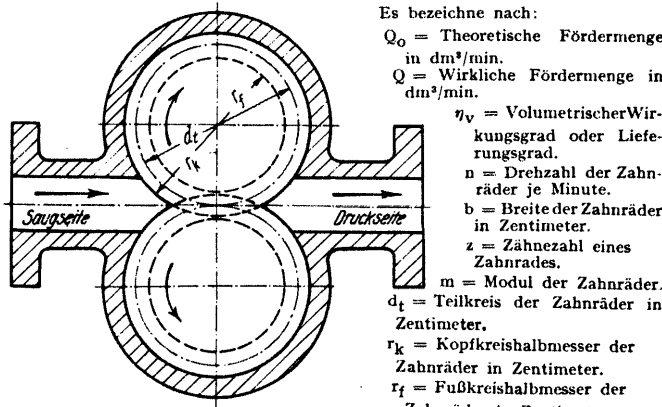 Es bezeichne nach:
Q₀ = Theoretische Fördermenge
in dm³/min.
Q = Wirkliche Fördermenge in
dm³/min.
ηᵥ = Volumetrischer Wir-
kungsgrad oder Liefe-
rungsgrad.
n = Drehzahl der Zahn-
räder je Minute.
b = Breite der Zahnräder
in Zentimeter.
z = Zähnezahl eines
Zahnrades.
m = Modul der Zahnräder.
dₜ = Teilkreis der Zahnräder in
Zentimeter.
rₖ = Kopfkreishalbmesser der
Zahnräder in Zentimeter.
r_f = Fußkreishalbmesser der
r_f
dₜ
rₖ
Saugseite
Druckseite